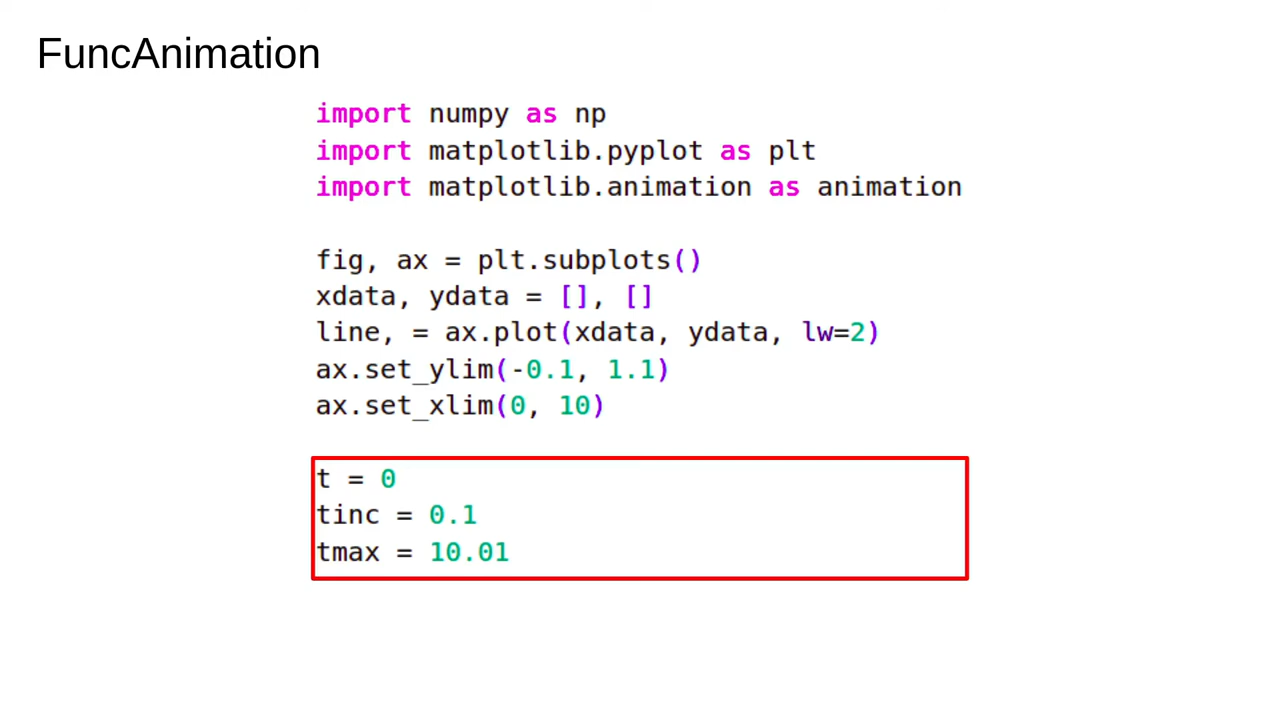 FuncAnimation
import numpy as np
import matplotlib.pyplot as plt
import matplotlib.animation as animation
fig, ax = plt.subplots()
xdata, ydata = [], []
line, = ax.plot(xdata, ydata, lw=2)
ax.set_ylim(-0.1, 1.1)
ax.set_xlim(0, 10)
t = 0
tinc = 0.1
tmax = 10.01